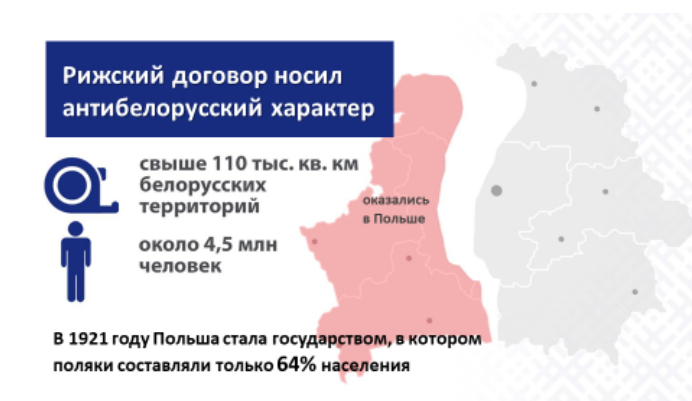 Рижский договор носил
антибелорусский характер
свыше 110 тыс. кв. км
белорусских
территорий
оказались
в Польше
около 4,5 млн
человек
В 1921 году Польша стала государством, в котором
поляки составляли только 64% населения